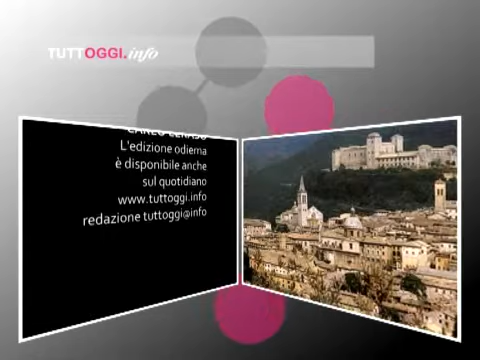 TUTTOGGI.info
L'edizione odierna
è disponibile anche
sul quotidiano
www.tuttoggi.info
redazione tuttoggi@info